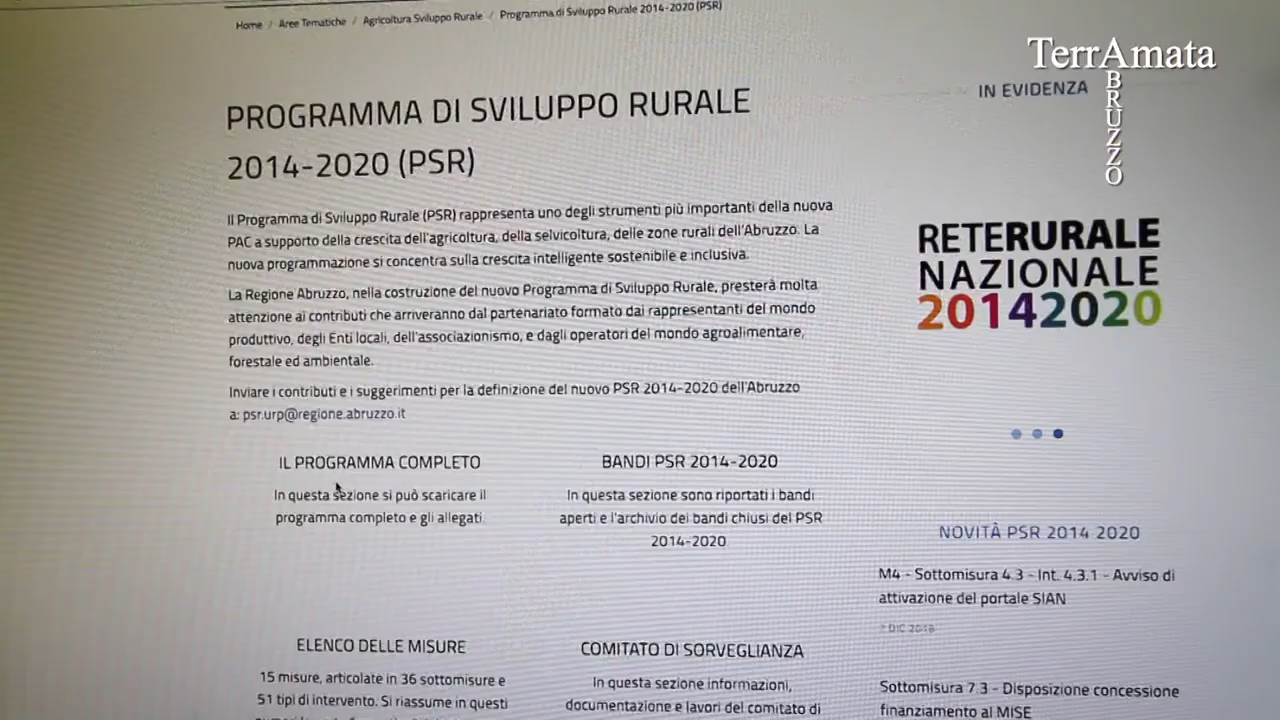 Home / Aree Tematiche / Agricoltura Sviluppo Rurale / Programma di Sviluppo Rurale 2014-2020 (PSR)
TerrAmata
ABRUZZO
IN EVIDENZA
PROGRAMMA DI SVILUPPO RURALE
2014-2020 (PSR)
Il Programma di Sviluppo Rurale (PSR) rappresenta uno degli strumenti più importanti della nuova
PAC a supporto della crescita dell'agricoltura, della selvicoltura, delle zone rurali dell'Abruzzo. La
nuova programmazione si concentra sulla crescita intelligente sostenibile e inclusiva.
La Regione Abruzzo, nella costruzione del nuovo Programma di Sviluppo Rurale, presterà molta
attenzione ai contributi che arriveranno dal partenariato formato dai rappresentanti del mondo
produttivo, degli Enti locali, dell'associazionismo, e dagli operatori del mondo agroalimentare,
forestale ed ambientale.
Inviare i contributi e i suggerimenti per la definizione del nuovo PSR 2014-2020 dell'Abruzzo
a: psr.urp@regione.abruzzo.it
RETERURALE
NAZIONALE
20142020
IL PROGRAMMA COMPLETO
In questa sezione si può scaricare il
programma completo e gli allegati
BANDI PSR 2014-2020
In questa sezione sono riportati i bandi
aperti e l'archivio dei bandi chiusi del PSR
2014-2020
NOVITÀ PSR 2014 2020
M4 - Sottomisura 4.3 - Int. 4.3.1 - Avviso di
attivazione del portale SIAN
DIC 2018
Sottomisura 7.3 - Disposizione concessione
finanziamento al MISE
ELENCO DELLE MISURE
15 misure, articolate in 36 sottomisure e
51 tipi di intervento. Si riassume in questi
COMITATO DI SORVEGLIANZA
In questa sezione informazioni,
documentazione e lavori del comitato di